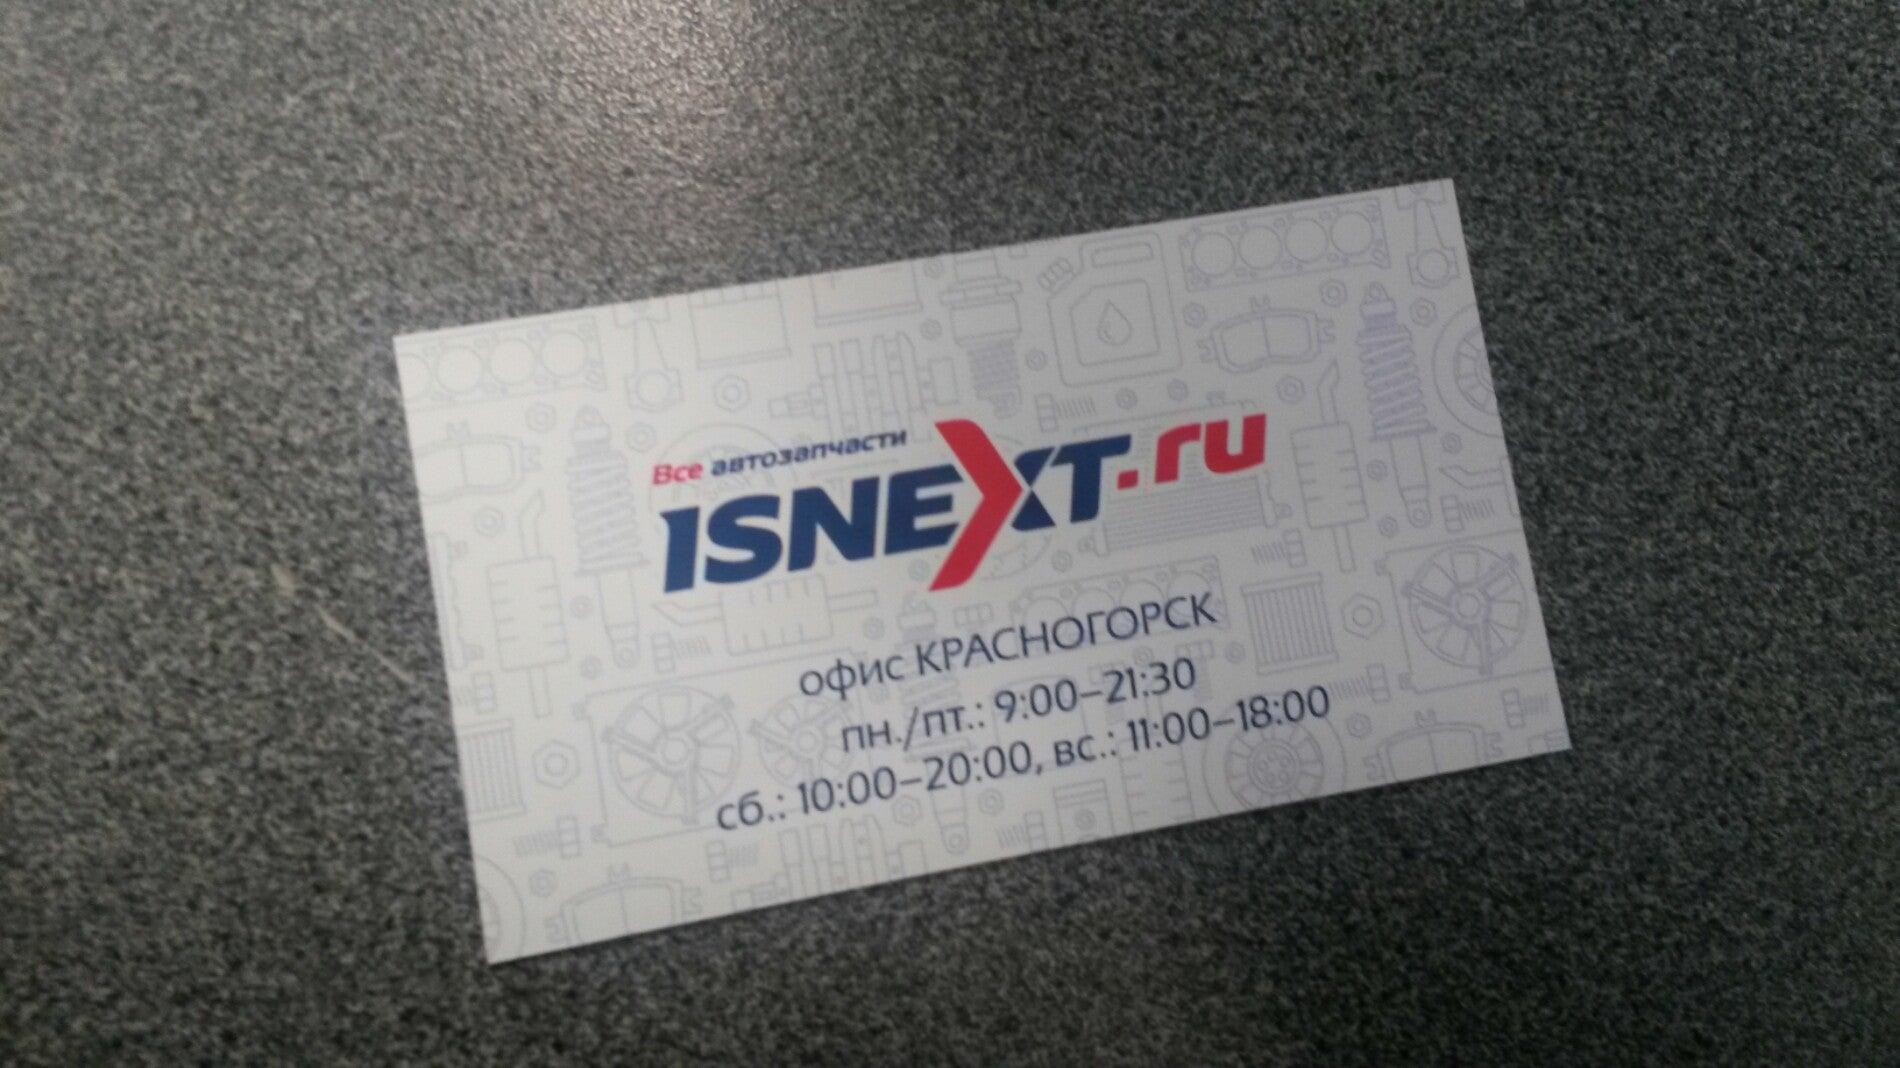 Все автозапчасти
ISNEXT.ru
офис КРАСНОГОРСК
пн./пт.: 9:00–21:30
сб.: 10:00–20:00, вс.: 11:00–18:00